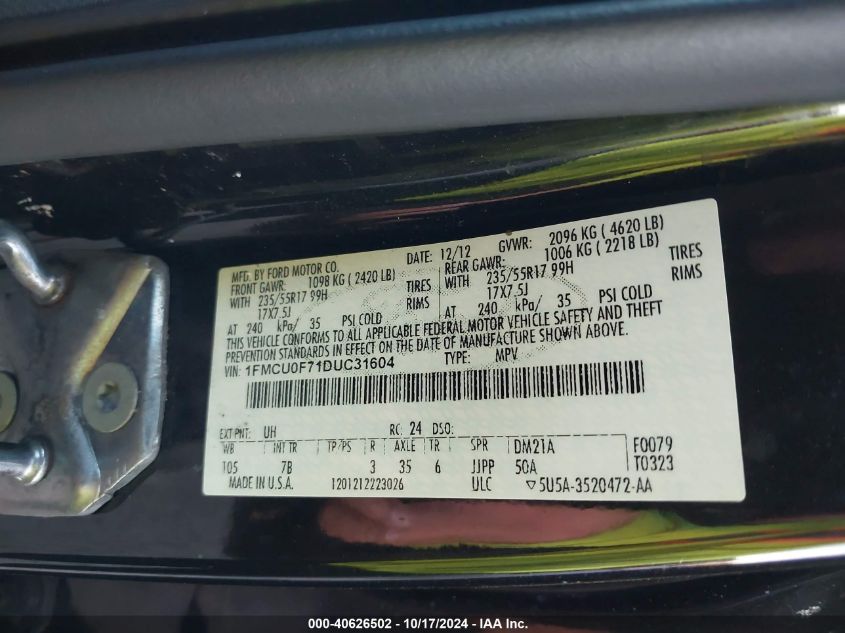 MFG. BY FORD MOTOR CO. DATE: 12/12 GVWR: 2096 KG ( 4620 LB)
FRONT GAWR: 1098 KG ( 2420 LB) REAR GAWR: 1006 KG ( 2218 LB)
WITH 235/55R17 99H TIRES WITH 235/55R17 99H TIRES
17X7.5J RIMS 17X7.5J RIMS
AT 240 kPa/ 35 PSI COLD AT 240 kPa/ 35 PSI COLD
THIS VEHICLE CONFORMS TO ALL APPLICABLE FEDERAL MOTOR VEHICLE SAFETY AND THEFT
PREVENTION STANDARDS IN EFFECT ON THE DATE OF MANUFACTURE SHOWN ABOVE.
VIN: 1FMCU0F71DUC31604 TYPE: MPV
EXT PNT: UH RC: 24 DSO:
WB INT TR TP/PS R AXLE TR SPR DM21A F0079
105 7B 3 35 6 JJPP 50A T0323
MADE IN U.S.A. 1201212223026 ULC ▽5U5A-3520472-AA
000-40626502 - 10/17/2024 - IAA Inc.